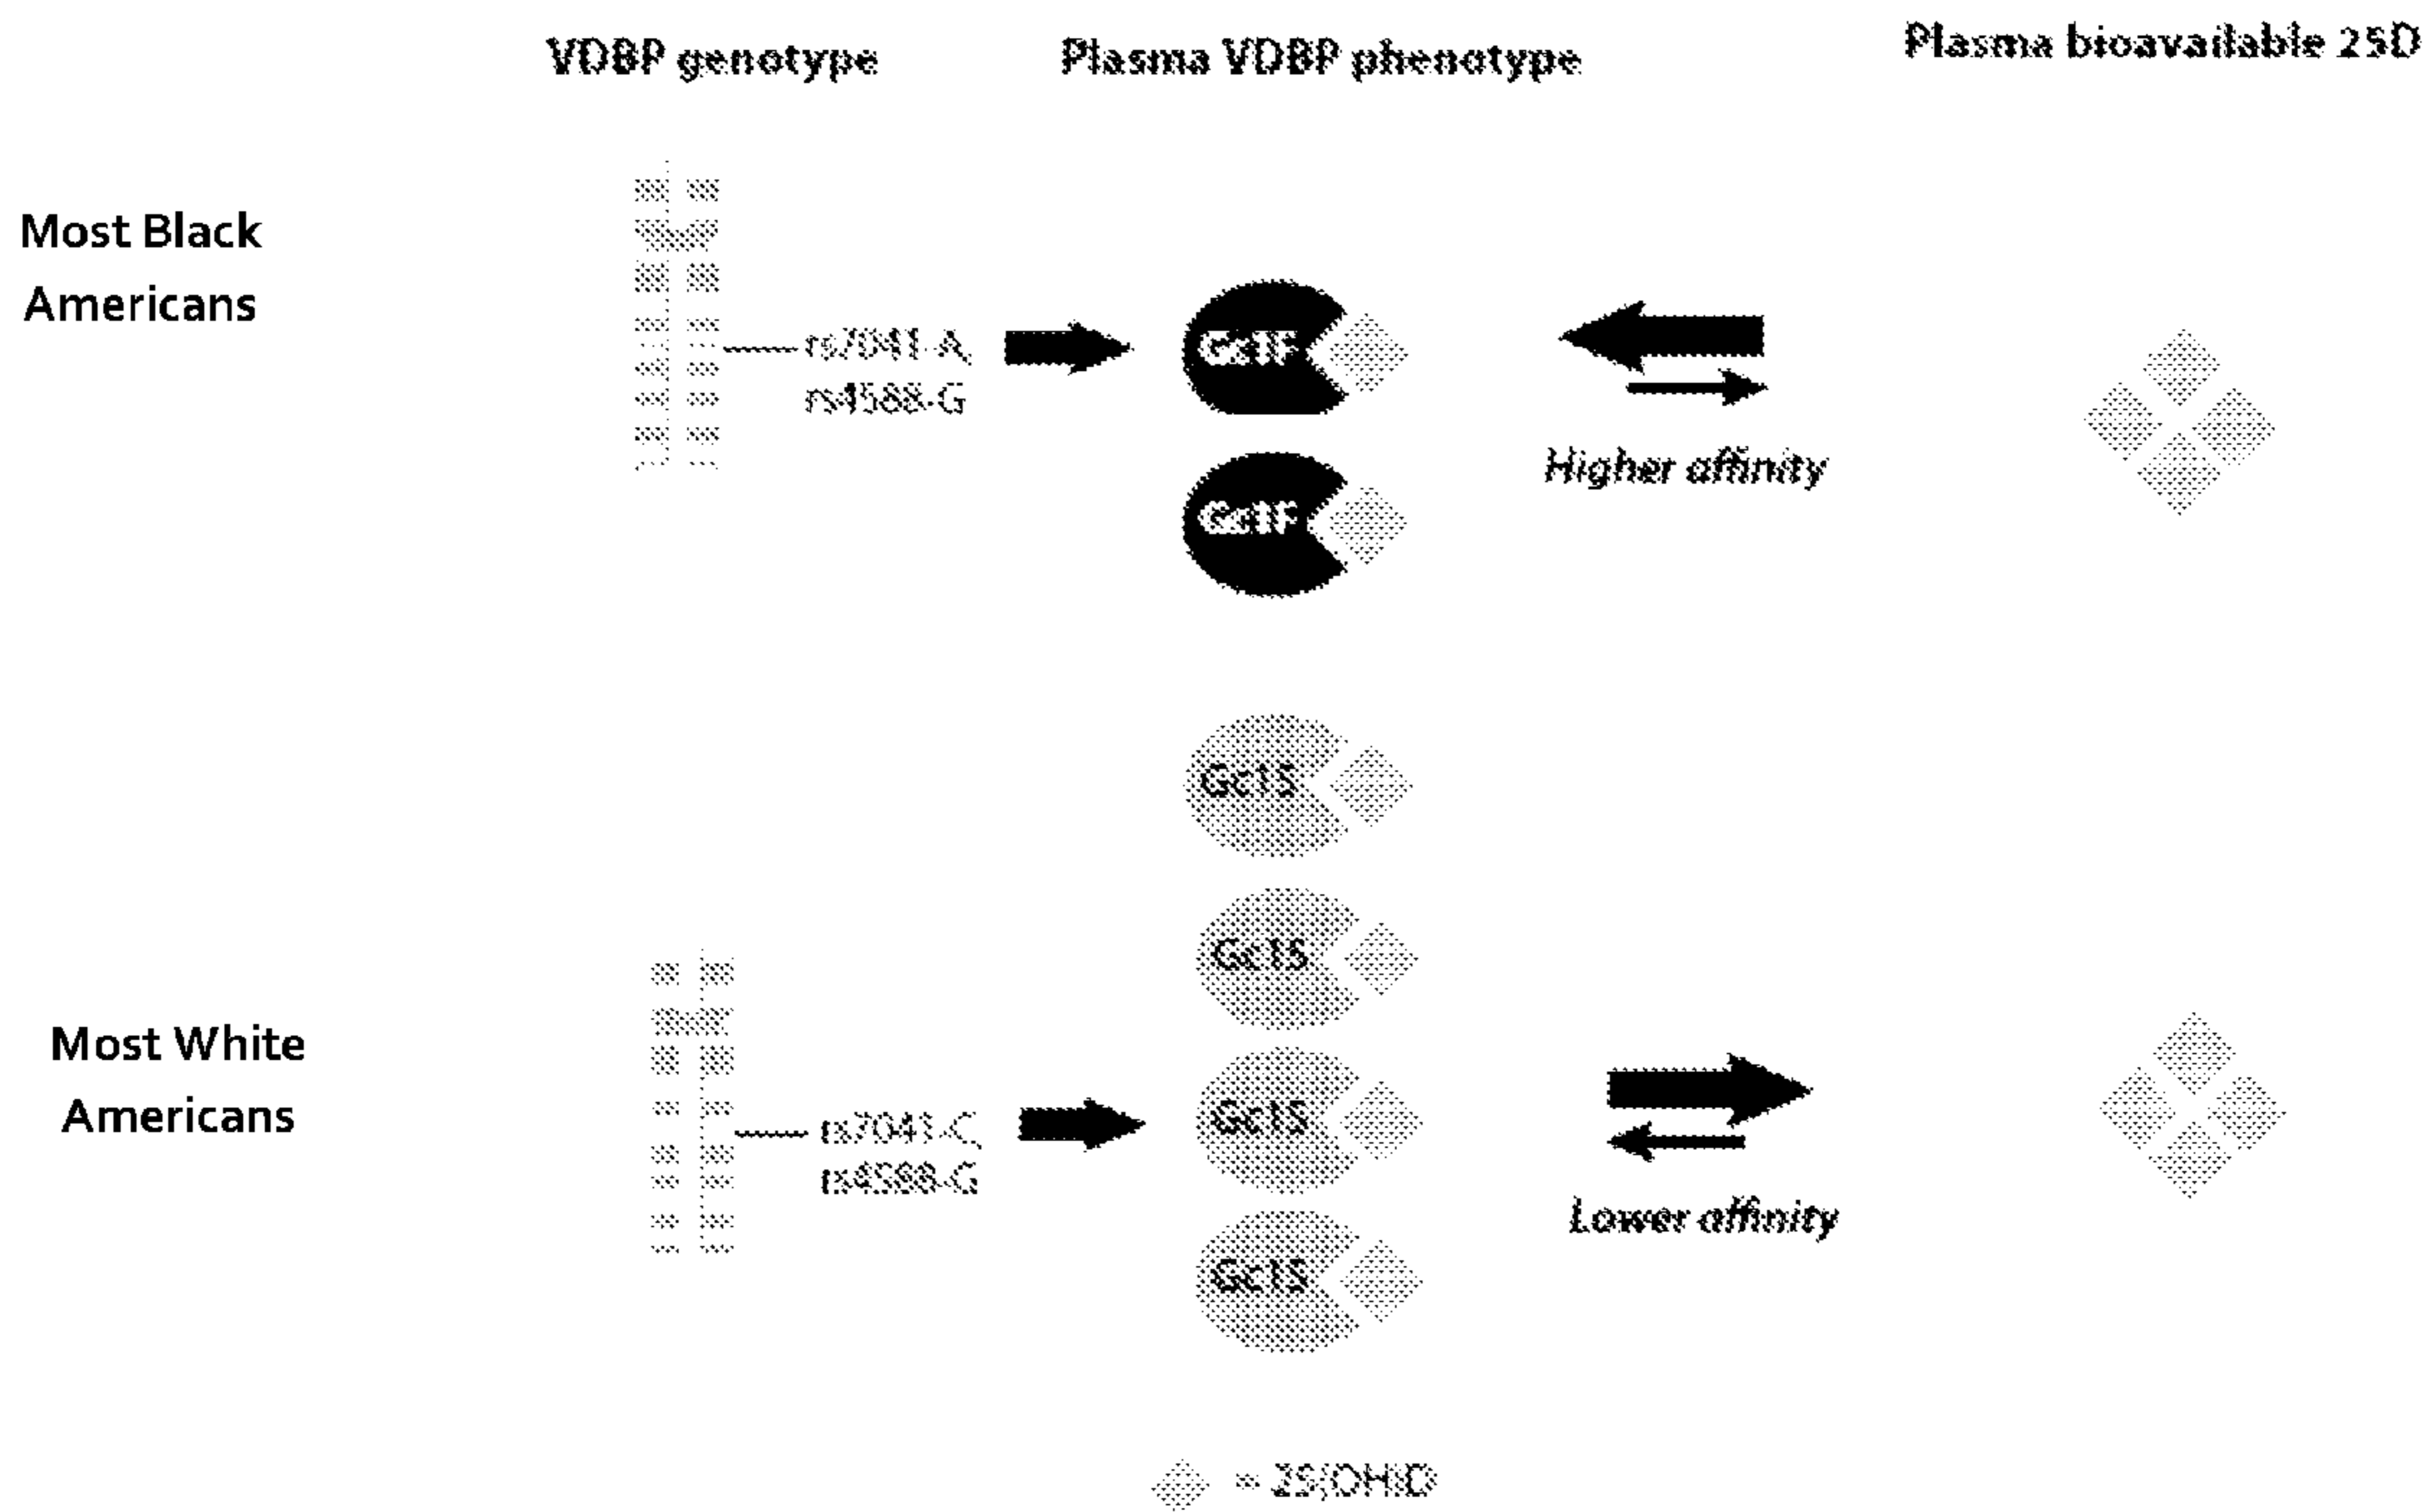 VDBP genotype
Plasma VDBP phenotype
Plasma bioavailable 25D
Most Black
Americans
rs7041-A,
rs4588-G
Gc1F
Higher affinity
Gc1F
Gc1S
Gc1S
Most White
Americans
rs7041-C,
rs4588-G
Gc1S
Lower affinity
Gc1S
= 25(OH)D